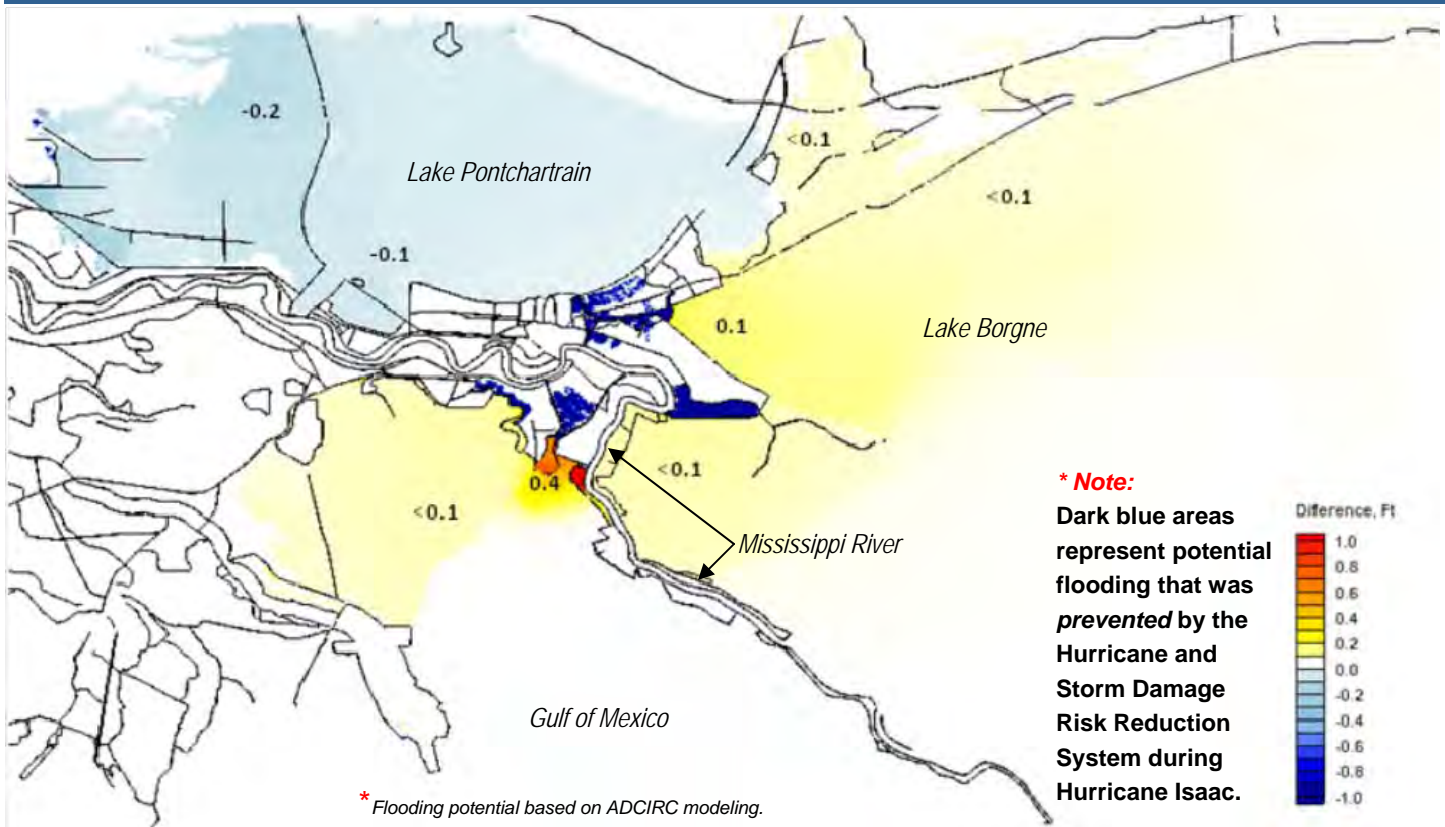 -0.2
Lake Pontchartrain
<0.1
<0.1
-0.1
0.1
Lake Borgne
<0.1
0.4
<0.1
Mississippi River
Gulf of Mexico
* Flooding potential based on ADCIRC modeling.
* Note:
Dark blue areas
represent potential
flooding that was
prevented by the
Hurricane and
Storm Damage
Risk Reduction
System during
Hurricane Isaac.
Difference, Ft
1.0
0.8
0.6
0.4
0.2
0.0
-0.2
-0.4
-0.6
-0.8
-1.0